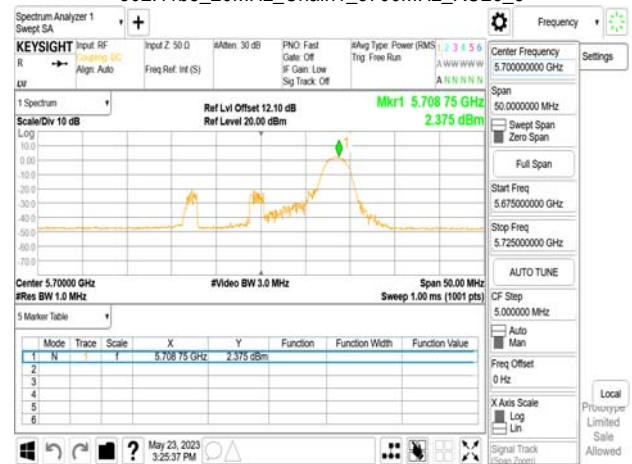 Spectrum Analyzer 1
Swept SA
Frequency
KEYSIGHT
Input: RF
Coupling: DC
Align: Auto
Input Z: 50 Ω
Freq Ref: Int (S)
#Atten: 30 dB
PNO: Fast
Gate: Off
IF Gain: Low
Sig Track: Off
#Avg Type: Power (RMS
Trig: Free Run
1 2 3 4 5 6
A W W W W W
A N N N N N
R
LV
Center Frequency
5.700000000 GHz
Settings
Span
50.0000000 MHz
Swept Span
Zero Span
Full Span
Start Freq
5.675000000 GHz
Stop Freq
5.725000000 GHz
AUTO TUNE
CF Step
5.000000 MHz
Auto
Man
Freq Offset
0 Hz
X Axis Scale
Log
Lin
Signal Track
(Span Zoom)
Local
Prototype
Limited
Sale
Allowed
1 Spectrum
Scale/Div 10 dB
Ref Lvl Offset 12.10 dB
Ref Level 20.00 dBm
Mkr1 5.708 75 GHz
2.375 dBm
Log
10.0
0.00
-10.0
-20.0
-30.0
-40.0
-50.0
-60.0
-70.0
1
Center 5.70000 GHz
#Res BW 1.0 MHz
#Video BW 3.0 MHz
Span 50.00 MHz
Sweep 1.00 ms (1001 pts)
5 Marker Table
Mode Trace Scale X Y Function Function Width Function Value
1 N 1 f 5.708 75 GHz 2.375 dBm
2
3
4
5
6
May 23, 2023
3:25:37 PM